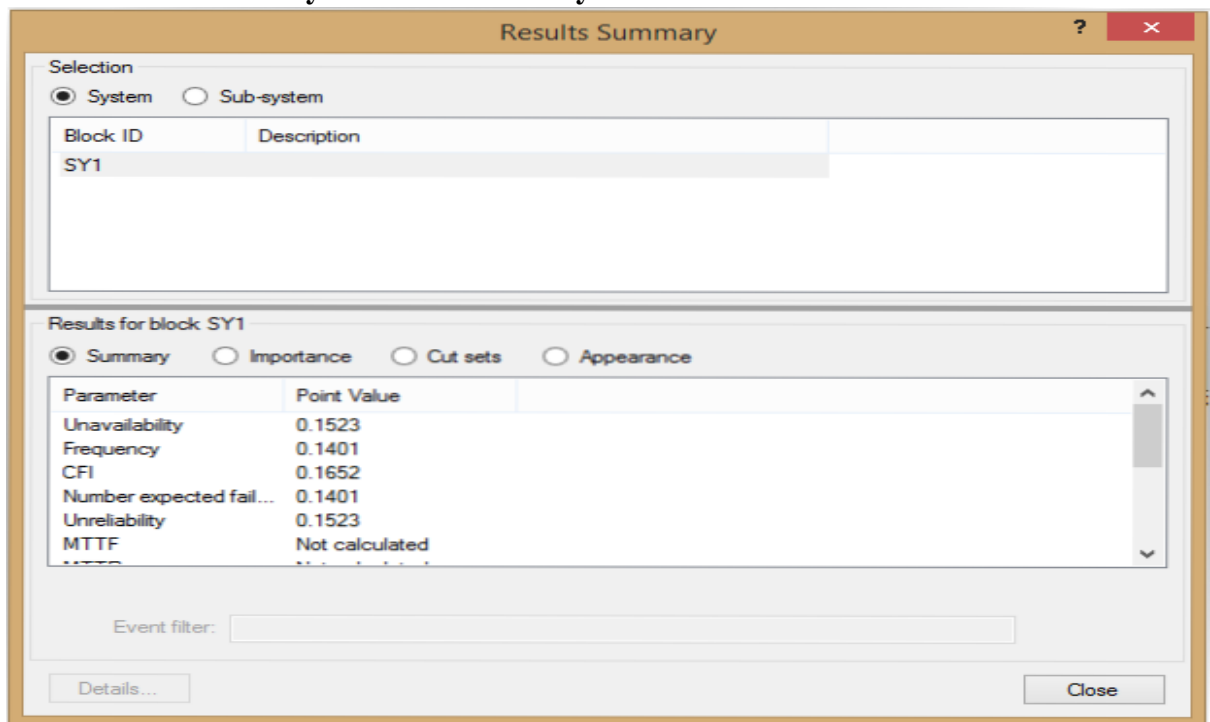 Results Summary ? ×
Selection
System Sub-system
Block ID Description
SY1
Results for block SY1
Summary Importance Cut sets Appearance
Parameter Point Value
Unavailability 0.1523
Frequency 0.1401
CFI 0.1652
Number expected fail... 0.1401
Unreliability 0.1523
MTTF Not calculated
Event filter:
Details... Close